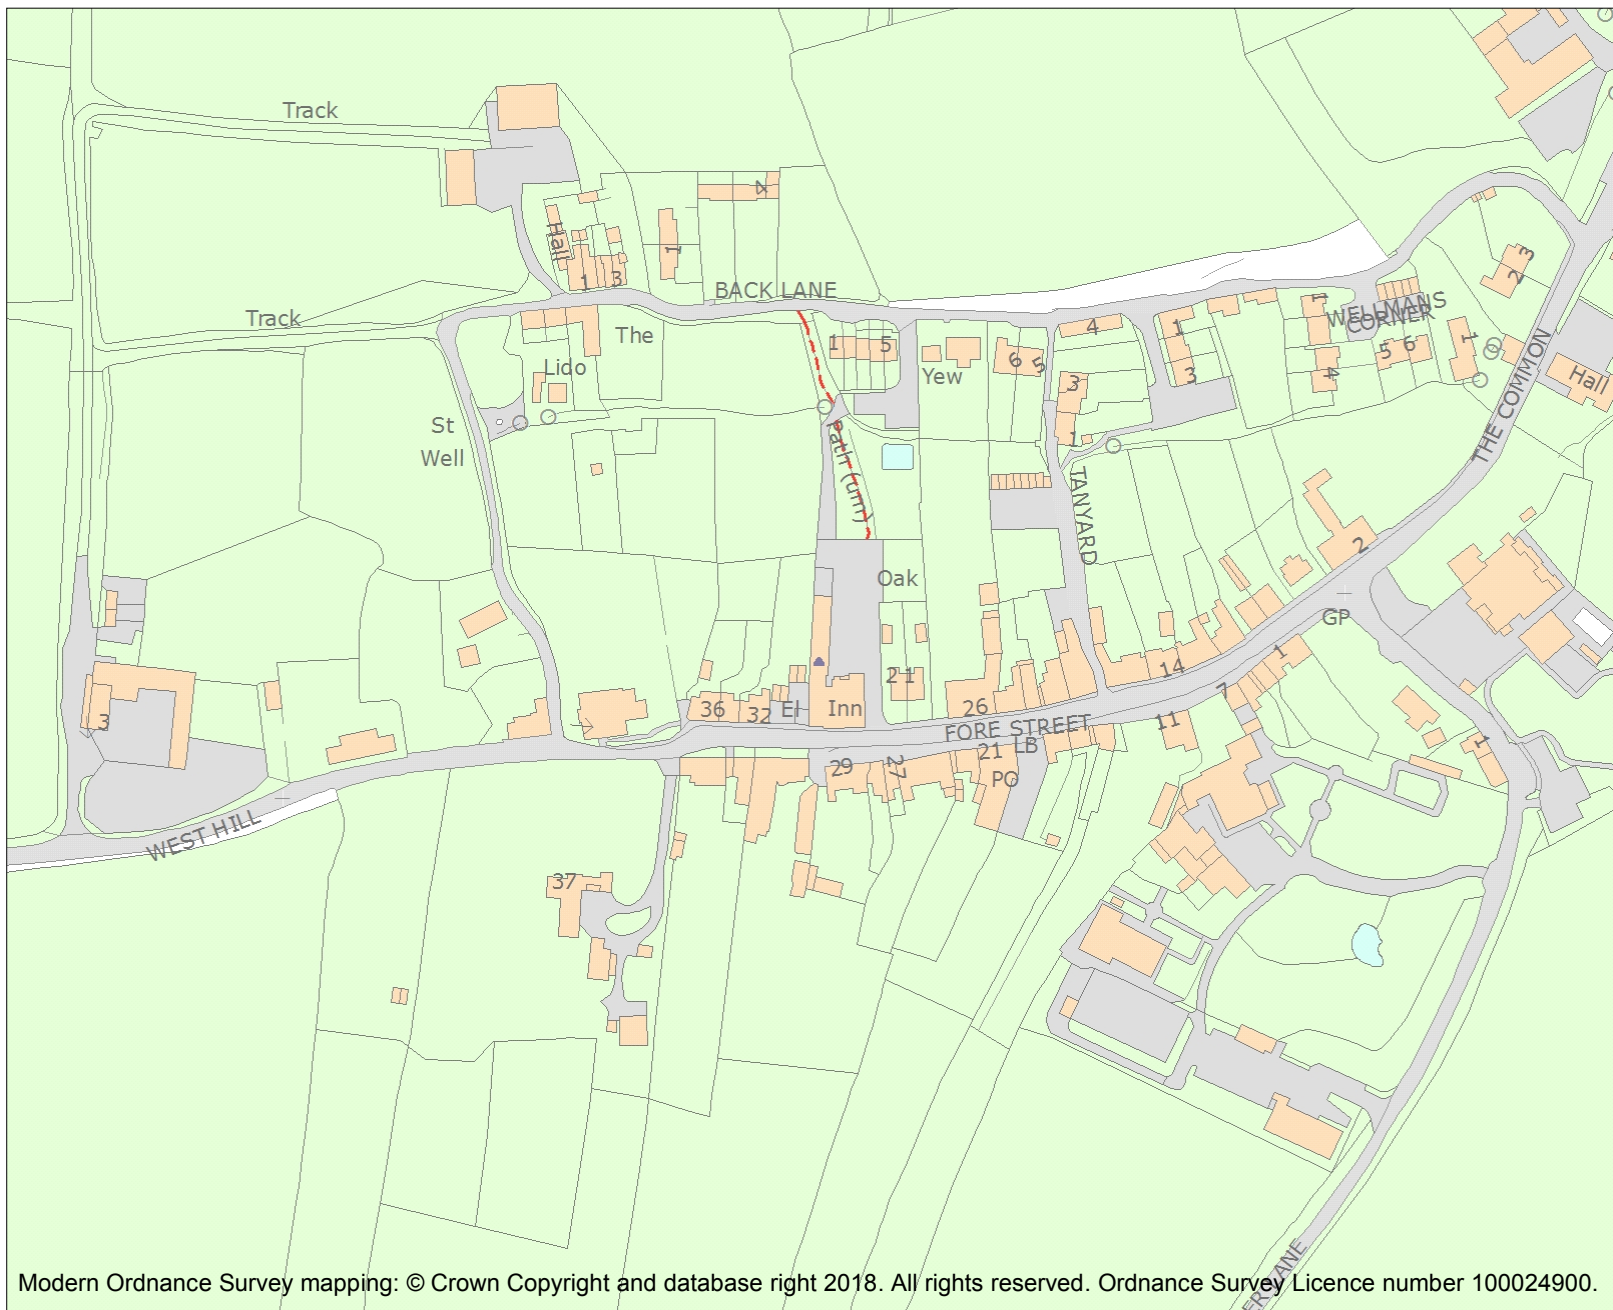 Track
4
Hall
1
1
3
BACK LANE
Track
The
Lido
St
Well
1
5
Yew
6
5
4
1
3
3
1
1
4
WELLMANS
CORNER
5
6
1
2
3
Hall
THE COMMON
Path (um)
TANYARD
Oak
2
GP
2 1
36
32
El
Inn
26
14
1
7
11
FORE STREET
21
LB
PO
29
27
3
WEST HILL
37
1
Modern Ordnance Survey mapping: © Crown Copyright and database right 2018. All rights reserved. Ordnance Survey Licence number 100024900.